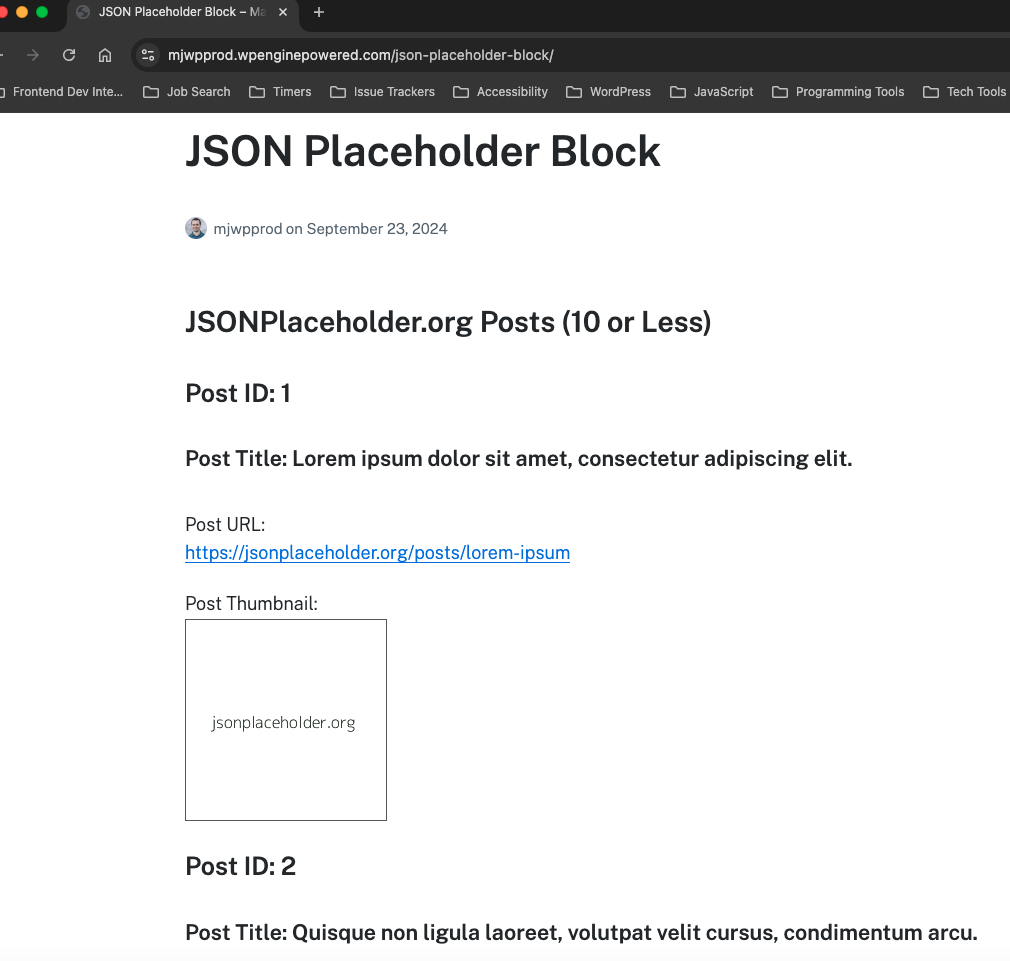 JSON Placeholder Block – Ma
mjwpprod.wpenginepowered.com/json-placeholder-block/
Frontend Dev Inte... Job Search Timers Issue Trackers Accessibility WordPress JavaScript Programming Tools Tech Tools
JSON Placeholder Block
mjwpprod on September 23, 2024
JSONPlaceholder.org Posts (10 or Less)
Post ID: 1
Post Title: Lorem ipsum dolor sit amet, consectetur adipiscing elit.
Post URL:
https://jsonplaceholder.org/posts/lorem-ipsum
Post Thumbnail:
jsonplaceholder.org
Post ID: 2
Post Title: Quisque non ligula laoreet, volutpat velit cursus, condimentum arcu.